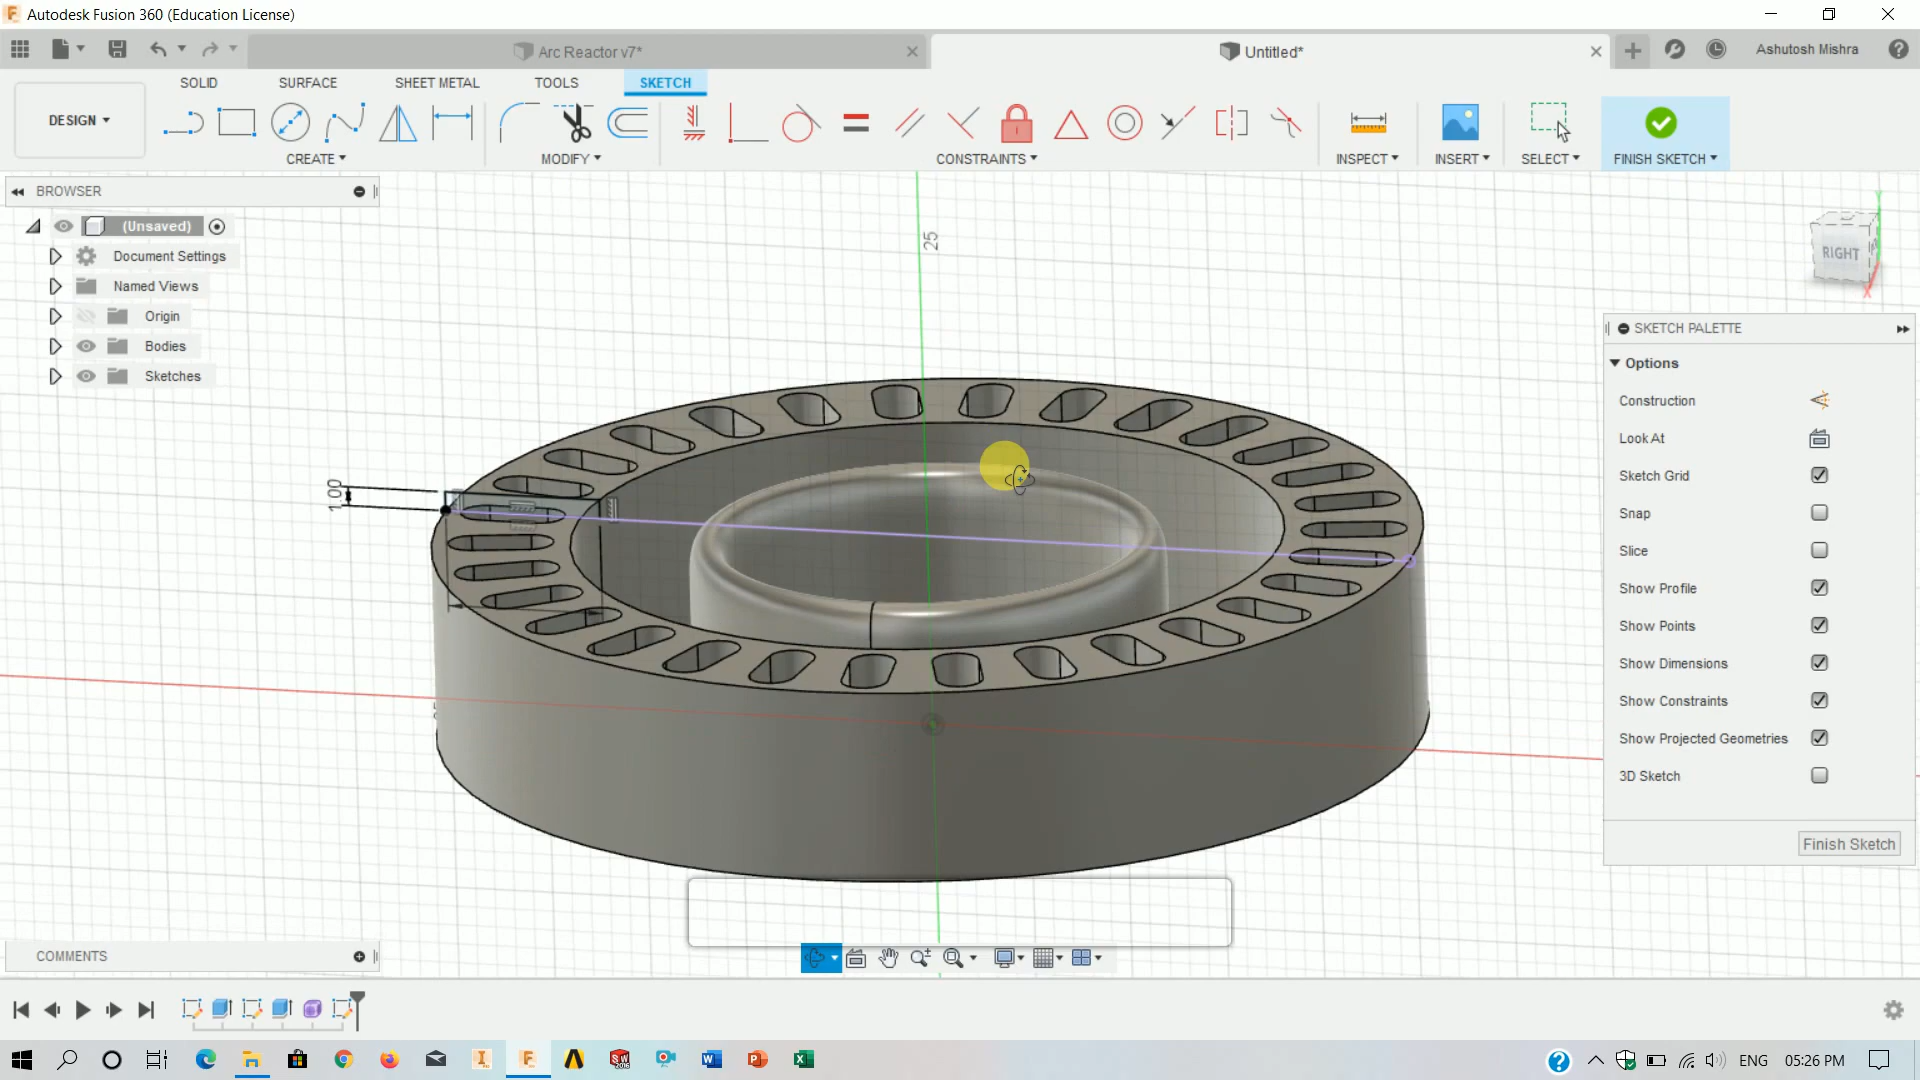 Autodesk Fusion 360 (Education License)
Arc Reactor v7*
Untitled*
Ashutosh Mishra
SOLID
SURFACE
SHEET METAL
TOOLS
SKETCH
DESIGN
CREATE
MODIFY
CONSTRAINTS
INSPECT
INSERT
SELECT
FINISH SKETCH
BROWSER
(Unsaved)
Document Settings
Named Views
Origin
Bodies
Sketches
25
1.00
RIGHT
Y
X
SKETCH PALETTE
Options
Construction
Look At
Sketch Grid
Snap
Slice
Show Profile
Show Points
Show Dimensions
Show Constraints
Show Projected Geometries
3D Sketch
Finish Sketch
COMMENTS
ENG
05:26 PM